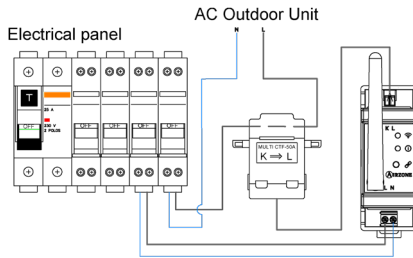 AC Outdoor Unit
Electrical panel
N L
T
25 A
230 V
2 POLOS
OFF OFF OFF OFF OFF
MULTI CTF-50A
K ⇒ L
K L
AIRZONE
L N